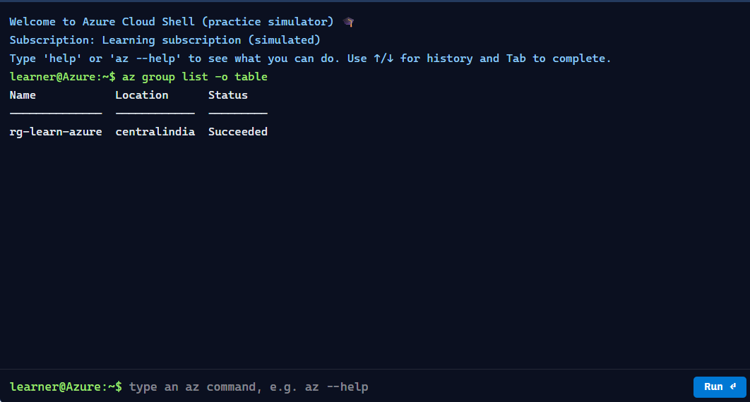 Welcome to Azure Cloud Shell (practice simulator) 🎓
Subscription: Learning subscription (simulated)
Type 'help' or 'az --help' to see what you can do. Use ↑/↓ for history and Tab to complete.
learner@Azure:~$ az group list -o table
Name Location Status
-------------- ------------ ---------
rg-learn-azure centralindia Succeeded
learner@Azure:~$ type an az command, e.g. az --help
Run ⏎